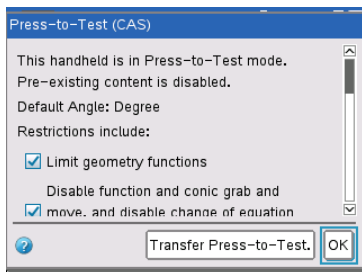 Press-to-Test (CAS)
This handheld is in Press-to-Test mode.
Pre-existing content is disabled.
Default Angle: Degree
Restrictions include:
Limit geometry functions
Disable function and conic grab and
move, and disable change of equation
?
Transfer Press-to-Test.
OK